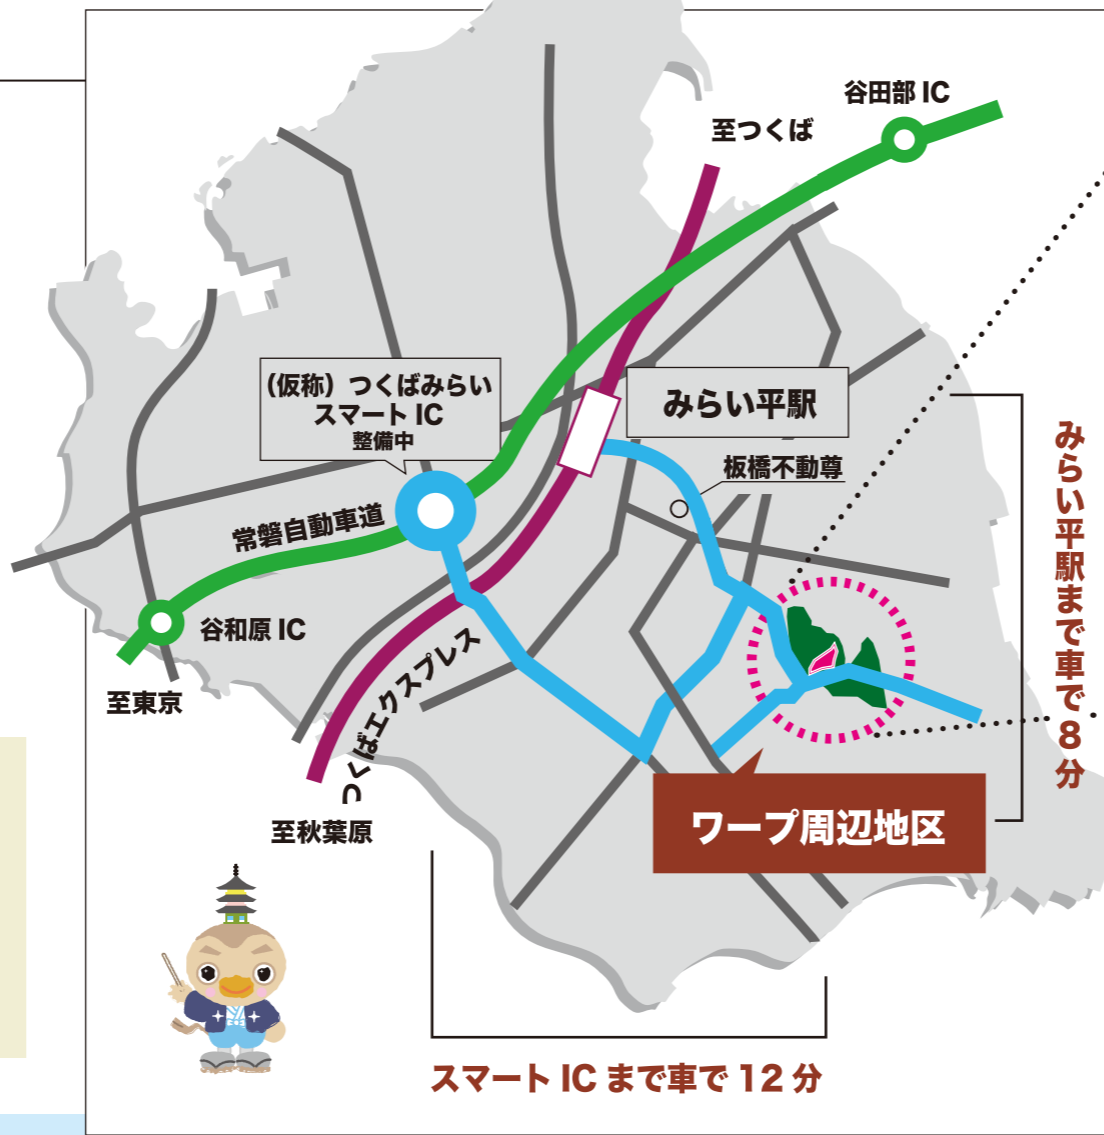 谷田部 IC
至つくば
(仮称)つくばみらい
スマート IC
整備中
みらい平駅
板橋不動尊
常磐自動車道
谷和原 IC
至東京
つくばエクスプレス
至秋葉原
みらい平駅まで車で8分
ワープ周辺地区
スマート IC まで車で 12 分